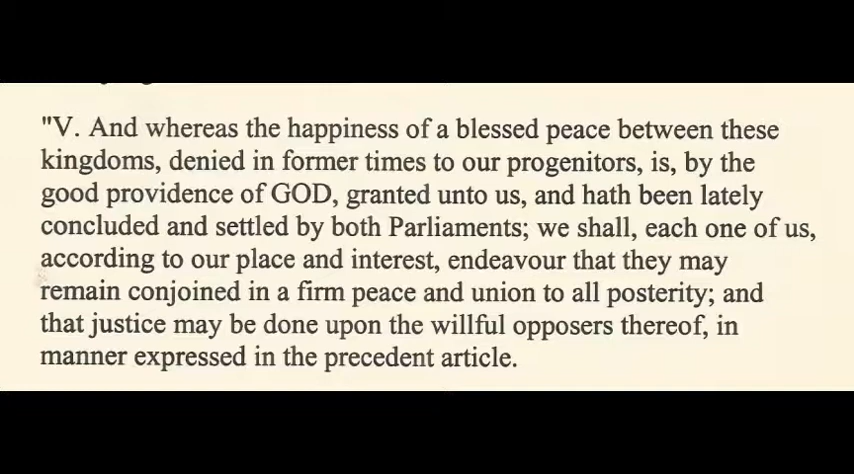 "V. And whereas the happiness of a blessed peace between these
kingdoms, denied in former times to our progenitors, is, by the
good providence of GOD, granted unto us, and hath been lately
concluded and settled by both Parliaments; we shall, each one of us,
according to our place and interest, endeavour that they may
remain conjoined in a firm peace and union to all posterity; and
that justice may be done upon the willful opposers thereof, in
manner expressed in the precedent article.